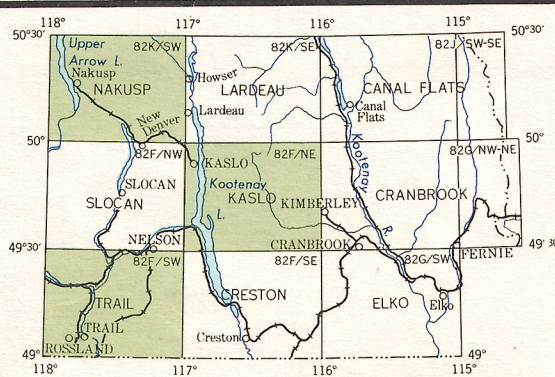 118° 117° 116° 115°
50°30' 50°30'
Upper
Arrow L.
82K/SW 82K/SE 82J/SW-SE
Nakusp
NAKUSP
Howser
LARDEAU
CANAL FLATS
Lardeau
Canal
Flats
New
Denver
50° 50°
82F/NW 82F/NE 82G/NW-NE
KASLO
Kootenay
SLOCAN
Kootenay
KASLO
KIMBERLEY
CRANBROOK
SLOCAN
L.
R.
NELSON
CRANBROOK
49°30' 49°30'
FERNIE
82F/SW 82F/SE 82G/SW
CRESTON
TRAIL
ELKO
Elko
TRAIL
ROSSLAND
Creston
49° 49°
118° 117° 116° 115°